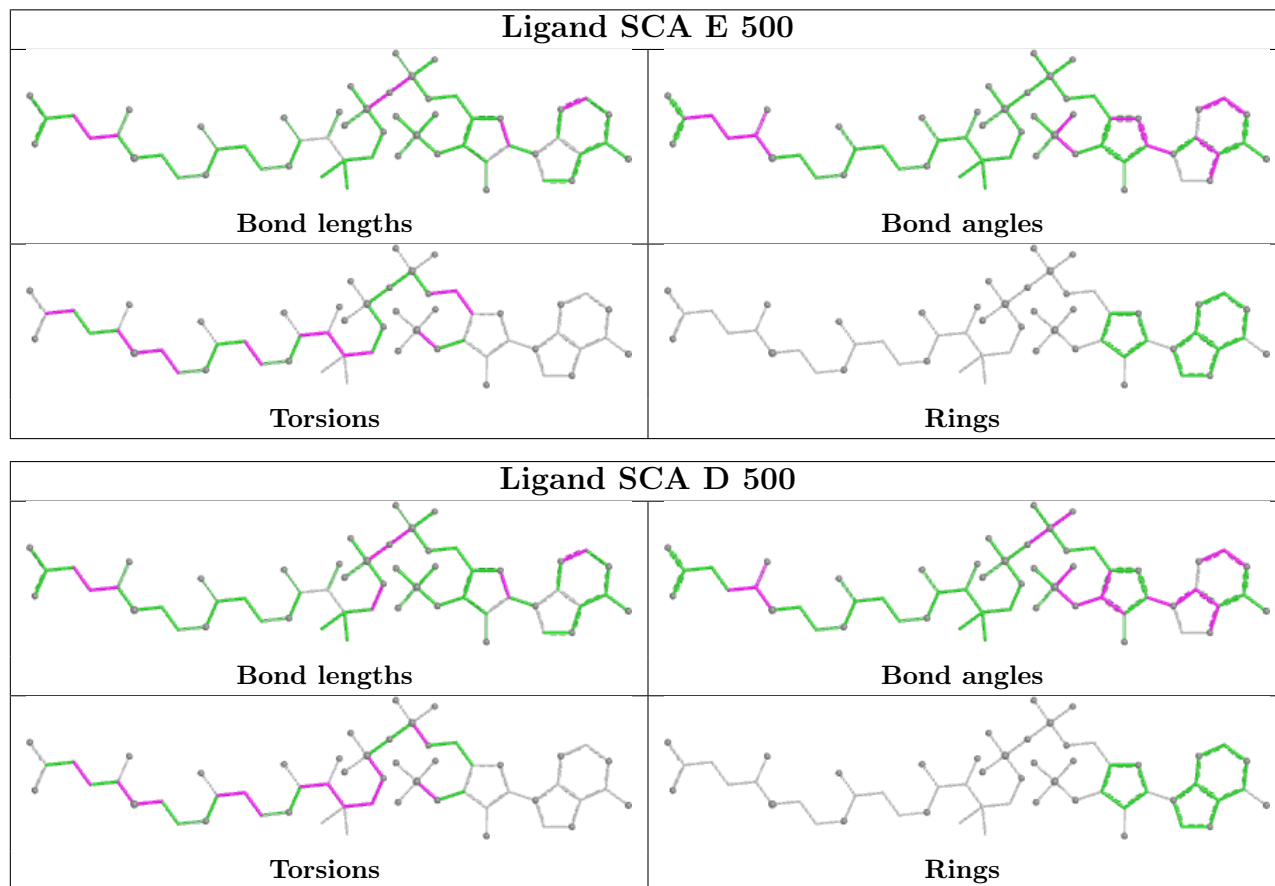 Ligand SCA E 500
Bond lengths
Bond angles
Torsions
Rings
Ligand SCA D 500
Bond lengths
Bond angles
Torsions
Rings